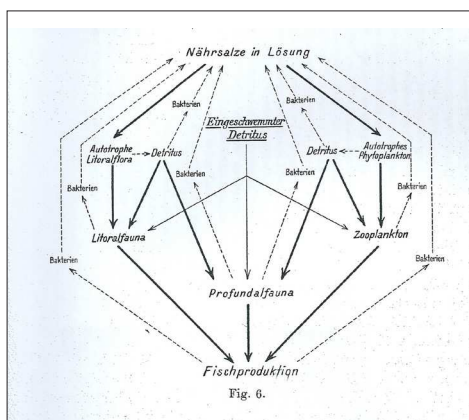 Nährsalze in Lösung
Bakterien
Bakterien
Eingeschwemmter
Detritus
Autotrophe
Litoralflora
Detritus
Detritus
Autotrophes
Phytoplankton
Bakterien
Bakterien
Bakterien
Bakterien
Litoralfauna
Zooplankton
Bakterien
Bakterien
Profundalfauna
Fischproduktion
Fig. 6.